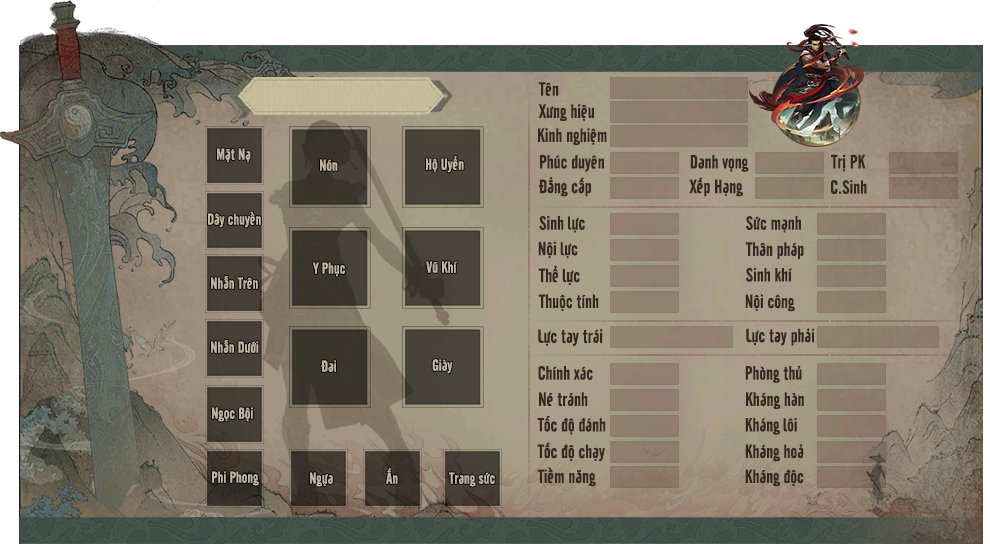 Mặt Nạ
Nón
Hộ Uyển
Dây chuyền
Y Phục
Vũ Khí
Nhẫn Trên
Nhẫn Dưới
Đai
Giày
Ngọc Bội
Phi Phong
Ngựa
Ấn
Trang sức
Tên
Xưng hiệu
Kinh nghiệm
Phúc duyên Danh vọng Trị PK
Đẳng cấp Xếp Hạng C.Sinh
Sinh lực Sức mạnh
Nội lực Thân pháp
Thể lực Sinh khí
Thuộc tính Nội công
Lực tay trái Lực tay phải
Chính xác Phòng thủ
Né tránh Kháng hàn
Tốc độ đánh Kháng lôi
Tốc độ chạy Kháng hoả
Tiềm năng Kháng độc